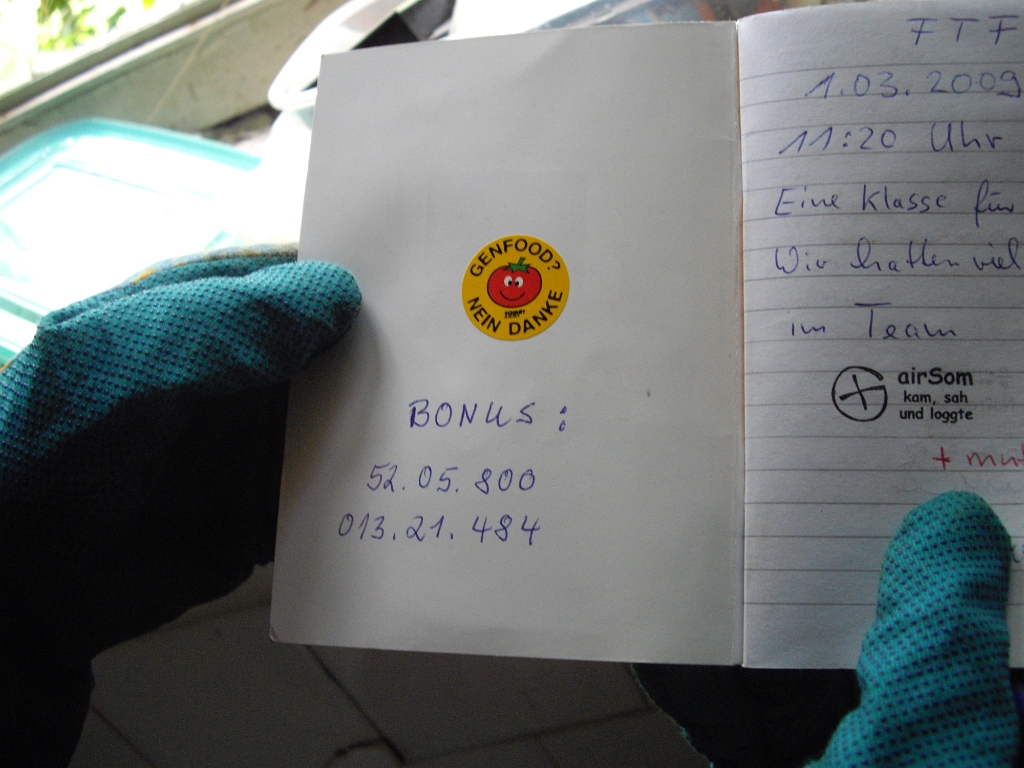 GENFOOD?
NEIN DANKE
BONUS:
52.05.800
013.21.484
FTF
1.03.2009
11:20 Uhr
Eine Klasse für
Wir hatten viel
im Team
airSom
kam, sah
und loggte
+